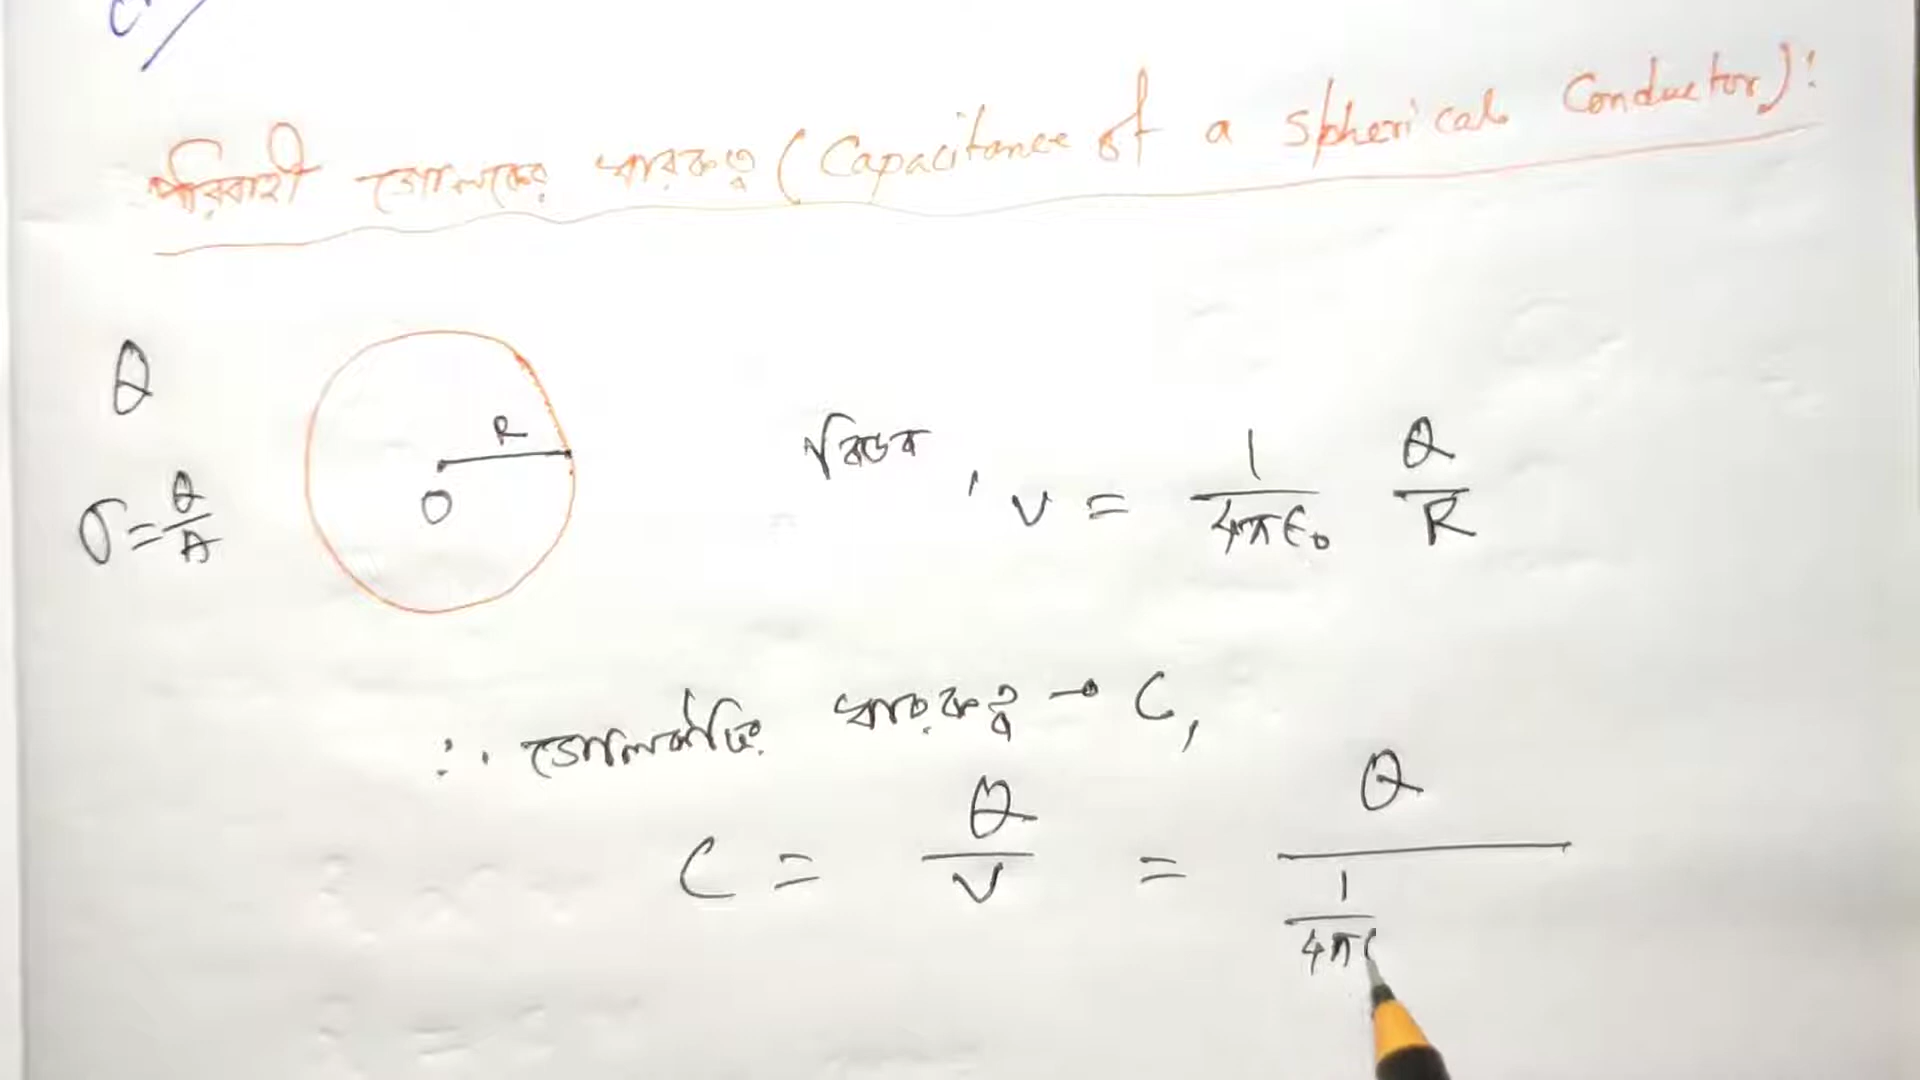 পরিবাহী গোলকের ধারকত্ব (Capacitance of a Spherical Conductor):
Q
R
O
σ = Q/A
বিভব, V = 1/4πϵ₀ Q/R
∴ গোলকটির ধারকত্ব → C,
C = Q/V = Q/(1/4π